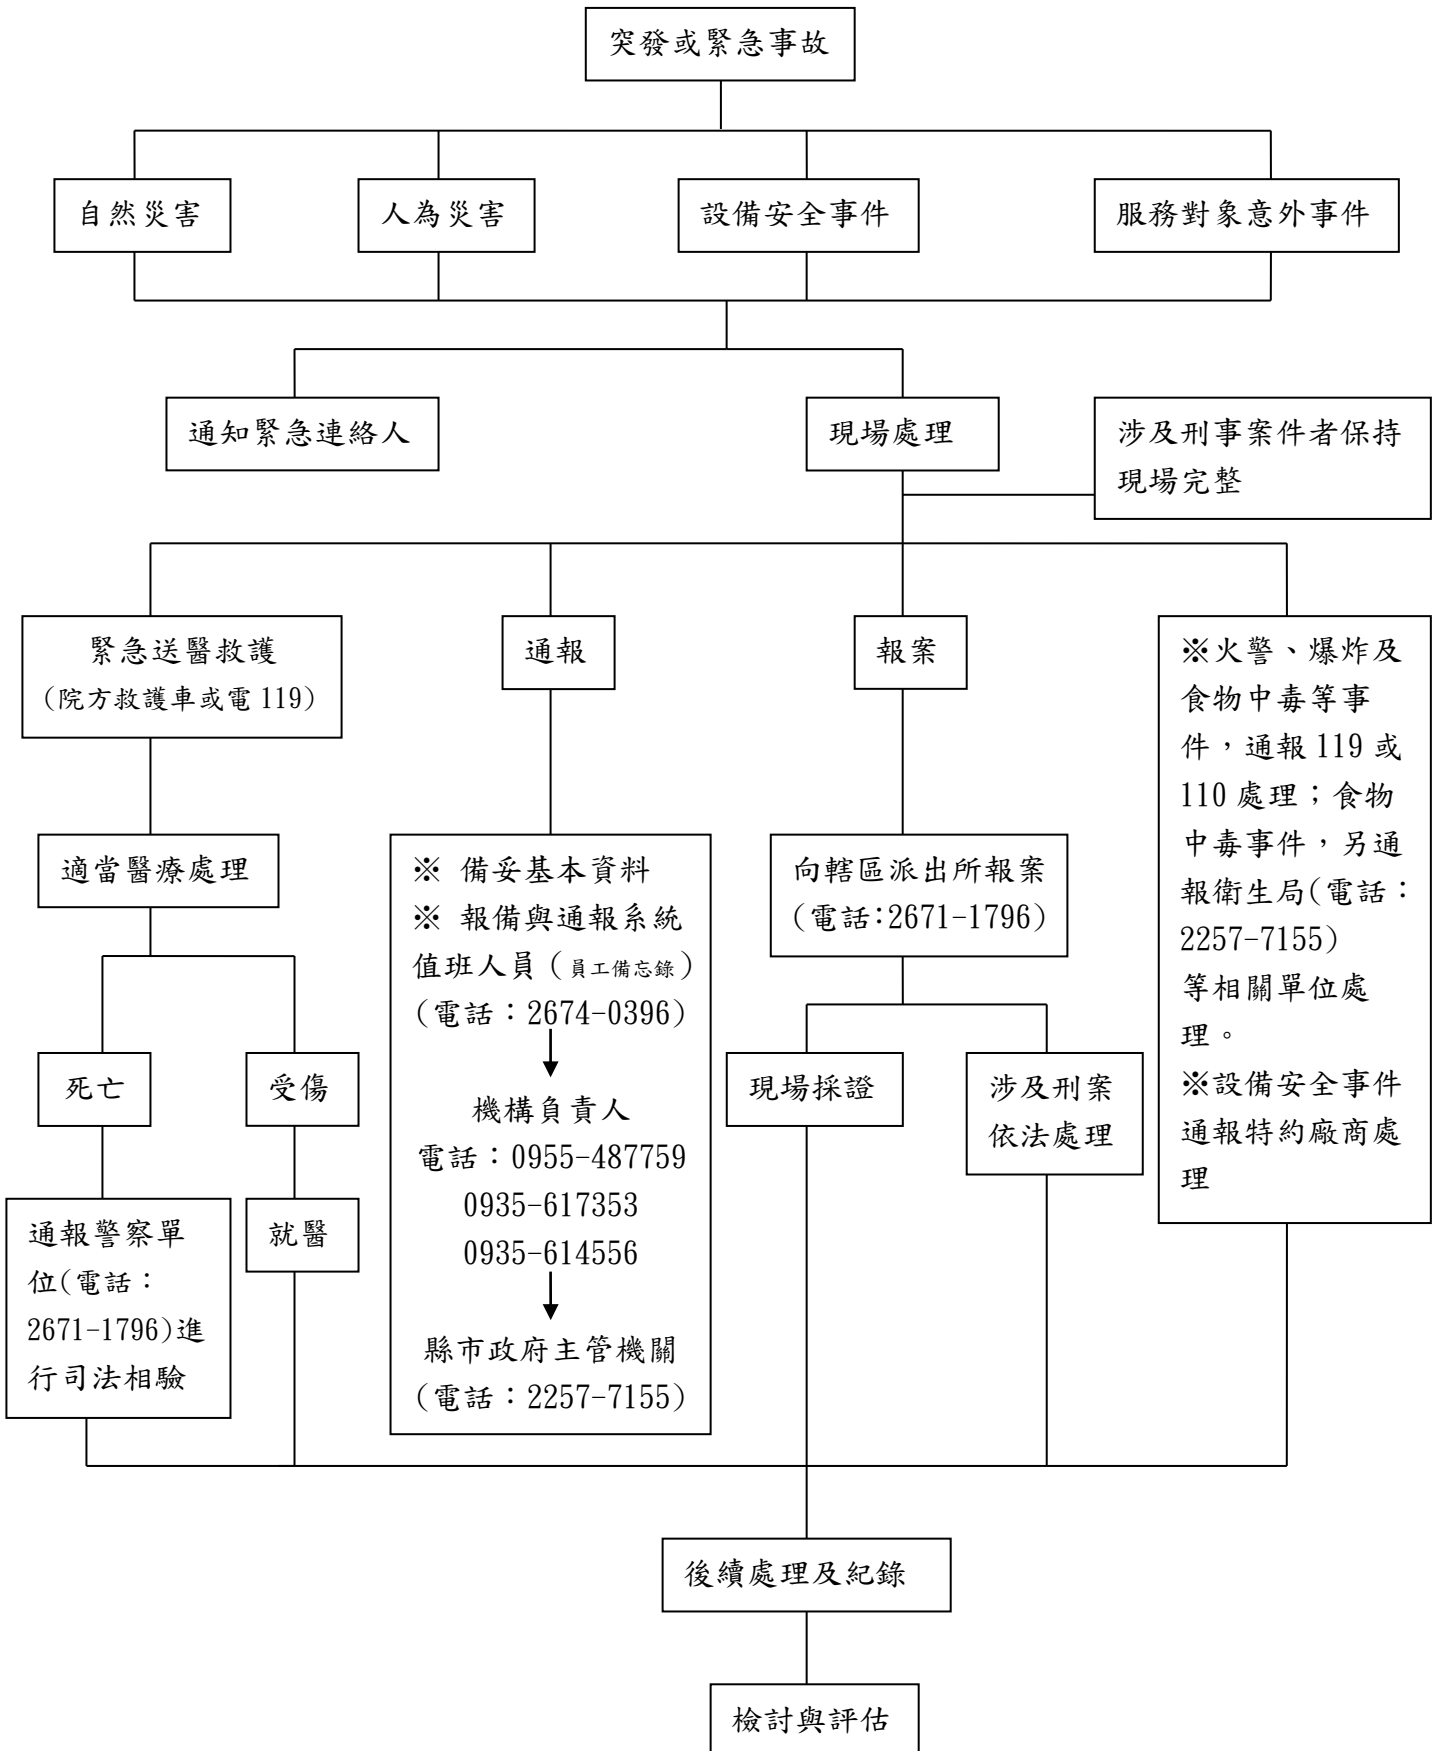 突發或緊急事故
自然災害
人為災害
設備安全事件
服務對象意外事件
通知緊急連絡人
現場處理
涉及刑事案件者保持
現場完整
緊急送醫救護
(院方救護車或電 119)
通報
報案
※火警、爆炸及
食物中毒等事
件，通報 119 或
110 處理；食物
中毒事件，另通
報衛生局(電話：
2257-7155)
等相關單位處
理。
※設備安全事件
通報特約廠商處
理
適當醫療處理
※ 備妥基本資料
※ 報備與通報系統
值班人員（員工備忘錄）
(電話：2674-0396)
機構負責人
電話：0955-487759
0935-617353
0935-614556
縣市政府主管機關
(電話：2257-7155)
向轄區派出所報案
(電話:2671-1796)
死亡
受傷
現場採證
涉及刑案
依法處理
通報警察單
位(電話：
2671-1796)進
行司法相驗
就醫
後續處理及紀錄
檢討與評估